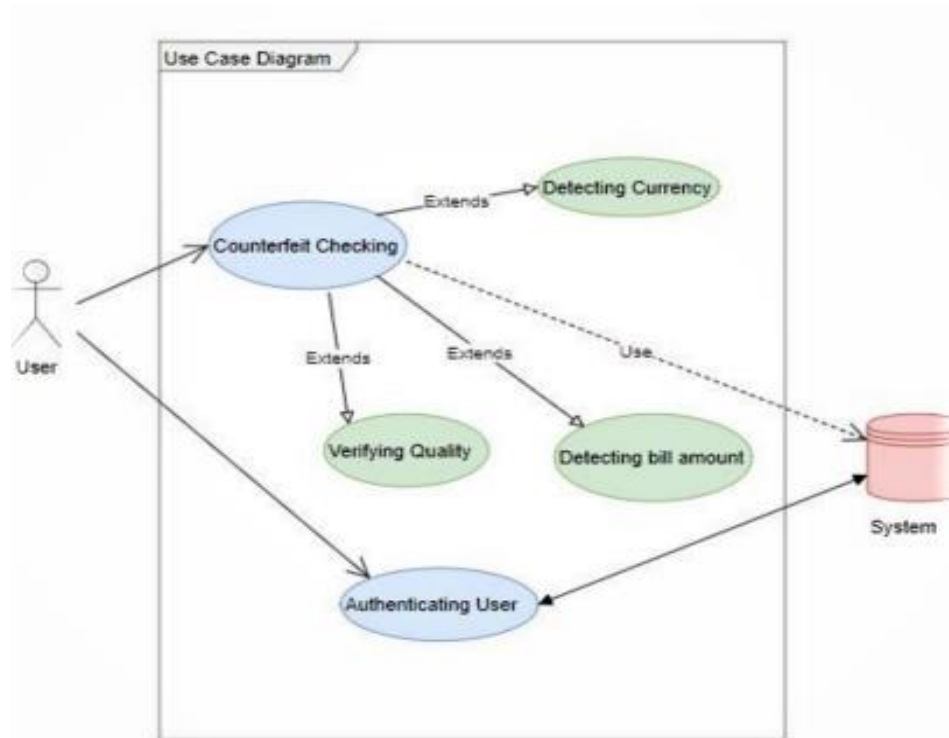 Use Case Diagram
Detecting Currency
Extends
Counterfeit Checking
User
Extends
Extends
Use
Verifying Quality
Detecting bill amount
System
Authenticating User